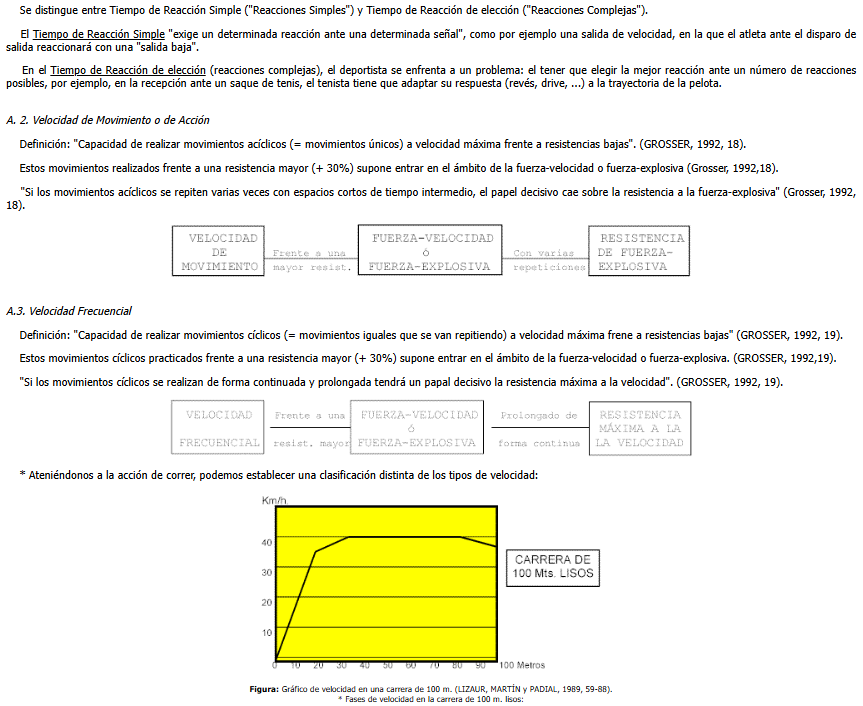 Se distingue entre Tiempo de Reacción Simple ("Reacciones Simples") y Tiempo de Reacción de elección ("Reacciones Complejas").
El Tiempo de Reacción Simple "exige un determinada reacción ante una determinada señal", como por ejemplo una salida de velocidad, en la que el atleta ante el disparo de
salida reaccionará con una "salida baja".
En el Tiempo de Reacción de elección (reacciones complejas), el deportista se enfrenta a un problema: el tener que elegir la mejor reacción ante un número de reacciones
posibles, por ejemplo, en la recepción ante un saque de tenis, el tenista tiene que adaptar su respuesta (revés, drive, ...) a la trayectoria de la pelota.
A. 2. Velocidad de Movimiento o de Acción
Definición: "Capacidad de realizar movimientos acíclicos (= movimientos únicos) a velocidad máxima frente a resistencias bajas". (GROSSER, 1992, 18).
Estos movimientos realizados frente a una resistencia mayor (+ 30%) supone entrar en el ámbito de la fuerza-velocidad o fuerza-explosiva (Grosser, 1992,18).
"Si los movimientos acíclicos se repiten varias veces con espacios cortos de tiempo intermedio, el papel decisivo cae sobre la resistencia a la fuerza-explosiva" (Grosser, 1992,
18).
VELOCIDAD
DE
MOVIMIENTO
Frente a una
mayor resist.
FUERZA-VELOCIDAD
ó
FUERZA-EXPLOSIVA
Con varias
repeticiones
RESISTENCIA
DE FUERZA-
EXPLOSIVA
A.3. Velocidad Frecuencial
Definición: "Capacidad de realizar movimientos cíclicos (= movimientos iguales que se van repitiendo) a velocidad máxima frene a resistencias bajas" (GROSSER, 1992, 19).
Estos movimientos cíclicos practicados frente a una resistencia mayor (+ 30%) supone entrar en el ámbito de la fuerza-velocidad o fuerza-explosiva. (GROSSER, 1992,19).
"Si los movimientos cíclicos se realizan de forma continuada y prolongada tendrá un papal decisivo la resistencia máxima a la velocidad". (GROSSER, 1992, 19).
VELOCIDAD
FRECUENCIAL
Frente a una
resist. mayor
FUERZA-VELOCIDAD
ó
FUERZA-EXPLOSIVA
Prolongado de
forma continua
RESISTENCIA
MÁXIMA A LA
LA VELOCIDAD
* Ateniéndonos a la acción de correr, podemos establecer una clasificación distinta de los tipos de velocidad:
Km/h.
40
30
20
10
0 10 20 30 40 50 60 70 80 90 100 Metros
CARRERA DE
100 Mts. LISOS
Figura: Gráfico de velocidad en una carrera de 100 m. (LIZAUR, MARTÍN y PADIAL, 1989, 59-88).
* Fases de velocidad en la carrera de 100 m. lisos: